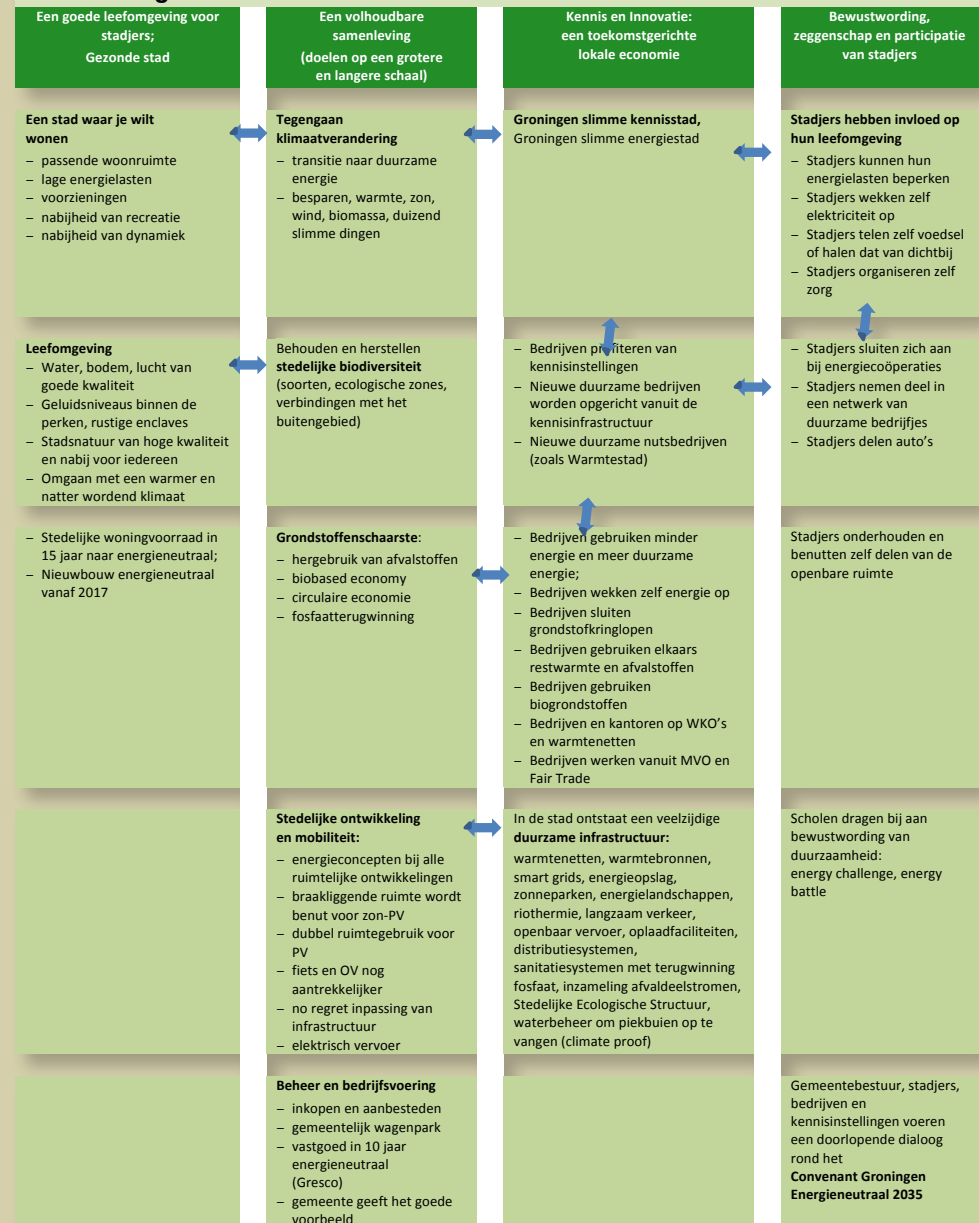 Een goede leefomgeving voor
stadjers;
Gezonde stad
Een volhoudbare
samenleving
(doelen op een grotere
en langere schaal)
Kennis en Innovatie:
een toekomstgerichte
lokale economie
Bewustwording,
zeggenschap en participatie
van stadjers
Een stad waar je wilt
wonen
– passende woonruimte
– lage energielasten
– voorzieningen
– nabijheid van recreatie
– nabijheid van dynamiek
Tegengaan
klimaatverandering
– transitie naar duurzame
energie
– besparen, warmte, zon,
wind, biomassa, duizend
slimme dingen
Groningen slimme kennisstad,
Groningen slimme energiestad
Stadjers hebben invloed op
hun leefomgeving
– Stadjers kunnen hun
energielasten beperken
– Stadjers wekken zelf
elektriciteit op
– Stadjers telen zelf voedsel
of halen dat van dichtbij
– Stadjers organiseren zelf
zorg
Leefomgeving
– Water, bodem, lucht van
goede kwaliteit
– Geluidsniveaus binnen de
perken, rustige enclaves
– Stadsnatuur van hoge kwaliteit
en nabij voor iedereen
– Omgaan met een warmer en
natter wordend klimaat
Behouden en herstellen
stedelijke biodiversiteit
(soorten, ecologische zones,
verbindingen met het
buitengebied)
– Bedrijven profiteren van
kennisinstellingen
– Nieuwe duurzame bedrijven
worden opgericht vanuit de
kennisinfrastructuur
– Nieuwe duurzame nutsbedrijven
(zoals Warmtestad)
– Stadjers sluiten zich aan
bij energiecoöperaties
– Stadjers nemen deel in
een netwerk van
duurzame bedrijfjes
– Stadjers delen auto's
– Stedelijke woningvoorraad in
15 jaar naar energieneutraal;
– Nieuwbouw energieneutraal
vanaf 2017
Grondstoffenschaarste:
– hergebruik van afvalstoffen
– biobased economy
– circulaire economie
– fosfaatterugwinning
– Bedrijven gebruiken minder
energie en meer duurzame
energie;
– Bedrijven wekken zelf energie op
– Bedrijven sluiten
grondstofkringlopen
– Bedrijven gebruiken elkaars
restwarmte en afvalstoffen
– Bedrijven gebruiken
biogrondstoffen
– Bedrijven en kantoren op WKO's
en warmtenetten
– Bedrijven werken vanuit MVO en
Fair Trade
Stadjers onderhouden en
benutten zelf delen van de
openbare ruimte
Stedelijke ontwikkeling
en mobiliteit:
– energieconcepten bij alle
ruimtelijke ontwikkelingen
– braakliggende ruimte wordt
benut voor zon-PV
– dubbel ruimtegebruik voor
PV
– fiets en OV nog
aantrekkelijker
– no regret inpassing van
infrastructuur
– elektrisch vervoer
In de stad ontstaat een veelzijdige
duurzame infrastructuur:
warmtenetten, warmtebronnen,
smart grids, energieopslag,
zonneparken, energielandschappen,
riothermie, langzaam verkeer,
openbaar vervoer, oplaadfaciliteiten,
distributiesystemen,
sanitatiesystemen met terugwinning
fosfaat, inzameling afvaldeelstromen,
Stedelijke Ecologische Structuur,
waterbeheer om piekbuien op te
vangen (climate proof)
Scholen dragen bij aan
bewustwording van
duurzaamheid:
energy challenge, energy
battle
Beheer en bedrijfsvoering
– inkopen en aanbesteden
– gemeentelijk wagenpark
– vastgoed in 10 jaar
energieneutraal
(Gresco)
– gemeente geeft het goede
voorbeeld
Gemeentebestuur, stadjers,
bedrijven en
kennisinstellingen voeren
een doorlopende dialoog
rond het
Convenant Groningen
Energieneutraal 2035